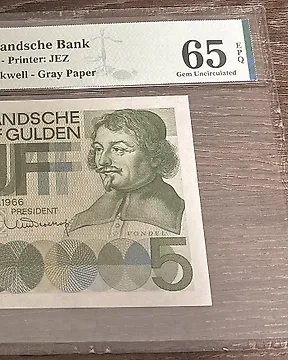 andsche Bank
- Printer: JEZ
kwell - Gray Paper
65
EPQ
Gem Uncirculated
ANDSCHE
F GULDEN
1966
PRESIDENT
VONDEL
5